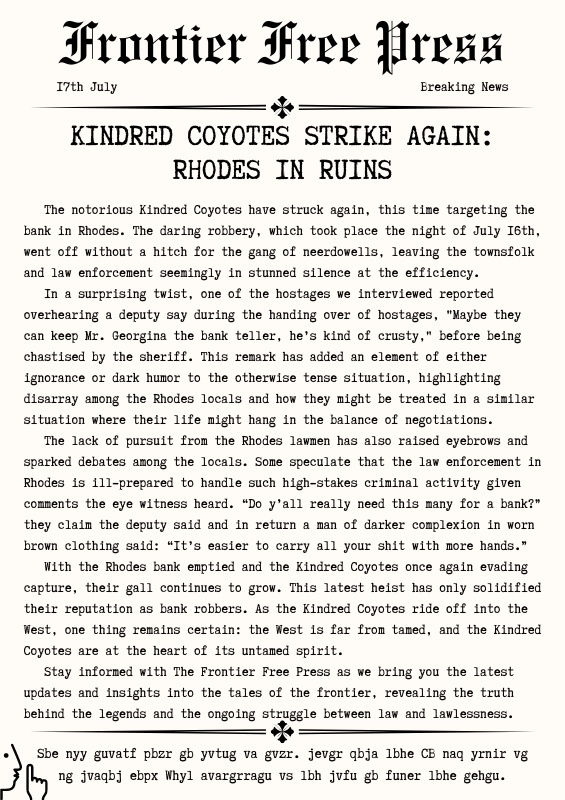 Frontier Free Press
17th July
Breaking News
KINDRED COYOTES STRIKE AGAIN:
RHODES IN RUINS
The notorious Kindred Coyotes have struck again, this time targeting the
bank in Rhodes. The daring robbery, which took place the night of July 16th,
went off without a hitch for the gang of neerdowells, leaving the townsfolk
and law enforcement seemingly in stunned silence at the efficiency.
In a surprising twist, one of the hostages we interviewed reported
overhearing a deputy say during the handing over of hostages, "Maybe they
can keep Mr. Georgina the bank teller, he's kind of crusty," before being
chastised by the sheriff. This remark has added an element of either
ignorance or dark humor to the otherwise tense situation, highlighting
disarray among the Rhodes locals and how they might be treated in a similar
situation where their life might hang in the balance of negotiations.
The lack of pursuit from the Rhodes lawmen has also raised eyebrows and
sparked debates among the locals. Some speculate that the law enforcement in
Rhodes is ill-prepared to handle such high-stakes criminal activity given
comments the eye witness heard. “Do y’all really need this many for a bank?”
they claim the deputy said and in return a man of darker complexion in worn
brown clothing said: “It’s easier to carry all your shit with more hands.”
With the Rhodes bank emptied and the Kindred Coyotes once again evading
capture, their gall continues to grow. This latest heist has only solidified
their reputation as bank robbers. As the Kindred Coyotes ride off into the
West, one thing remains certain: the West is far from tamed, and the Kindred
Coyotes are at the heart of its untamed spirit.
Stay informed with The Frontier Free Press as we bring you the latest
updates and insights into the tales of the frontier, revealing the truth
behind the legends and the ongoing struggle between law and lawlessness.
Sbe nyy guvatf pbzr gb yvtug va gvzr. jevgr qbja lbhe CB naq yrnir vg
ng jvaqbj ebpx Whyl avargrragu vs lbh jvfu gb funer lbhe gehgu.